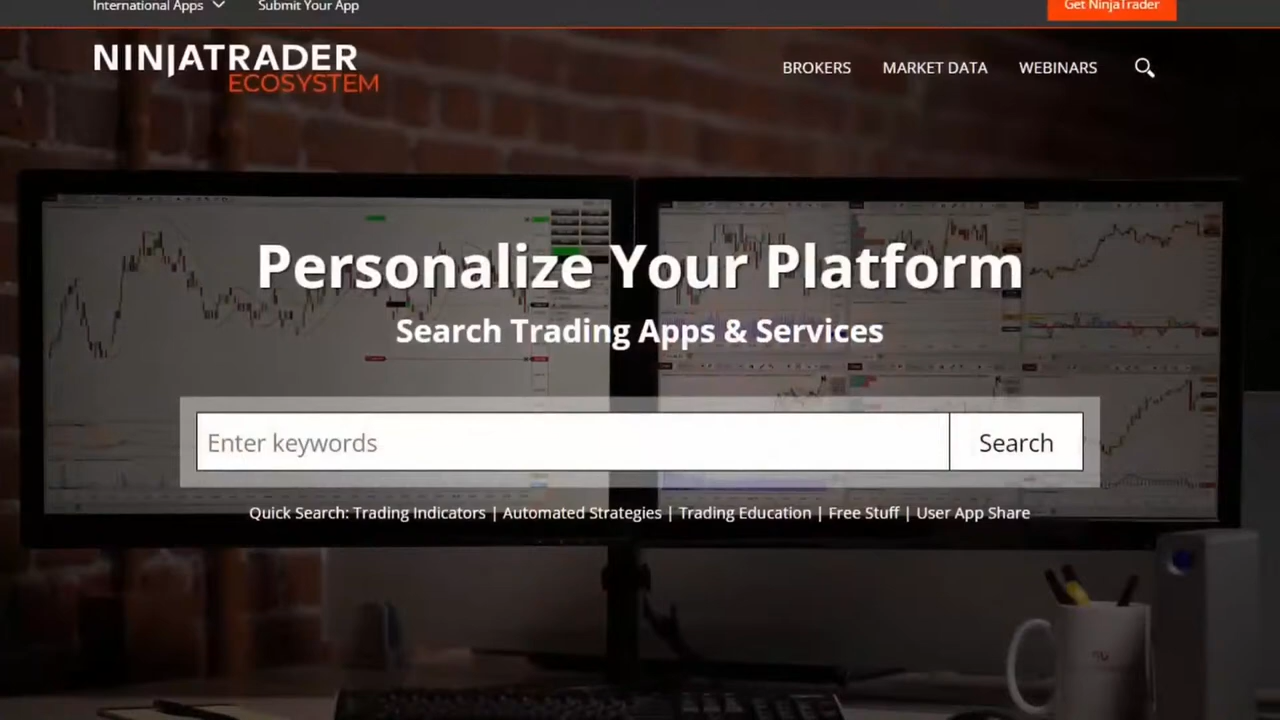 International Apps
Submit Your App
Get NinjaTrader
NINJATRADER
ECOSYSTEM
BROKERS
MARKET DATA
WEBINARS
Personalize Your Platform
Search Trading Apps & Services
Enter keywords
Search
Quick Search: Trading Indicators | Automated Strategies | Trading Education | Free Stuff | User App Share